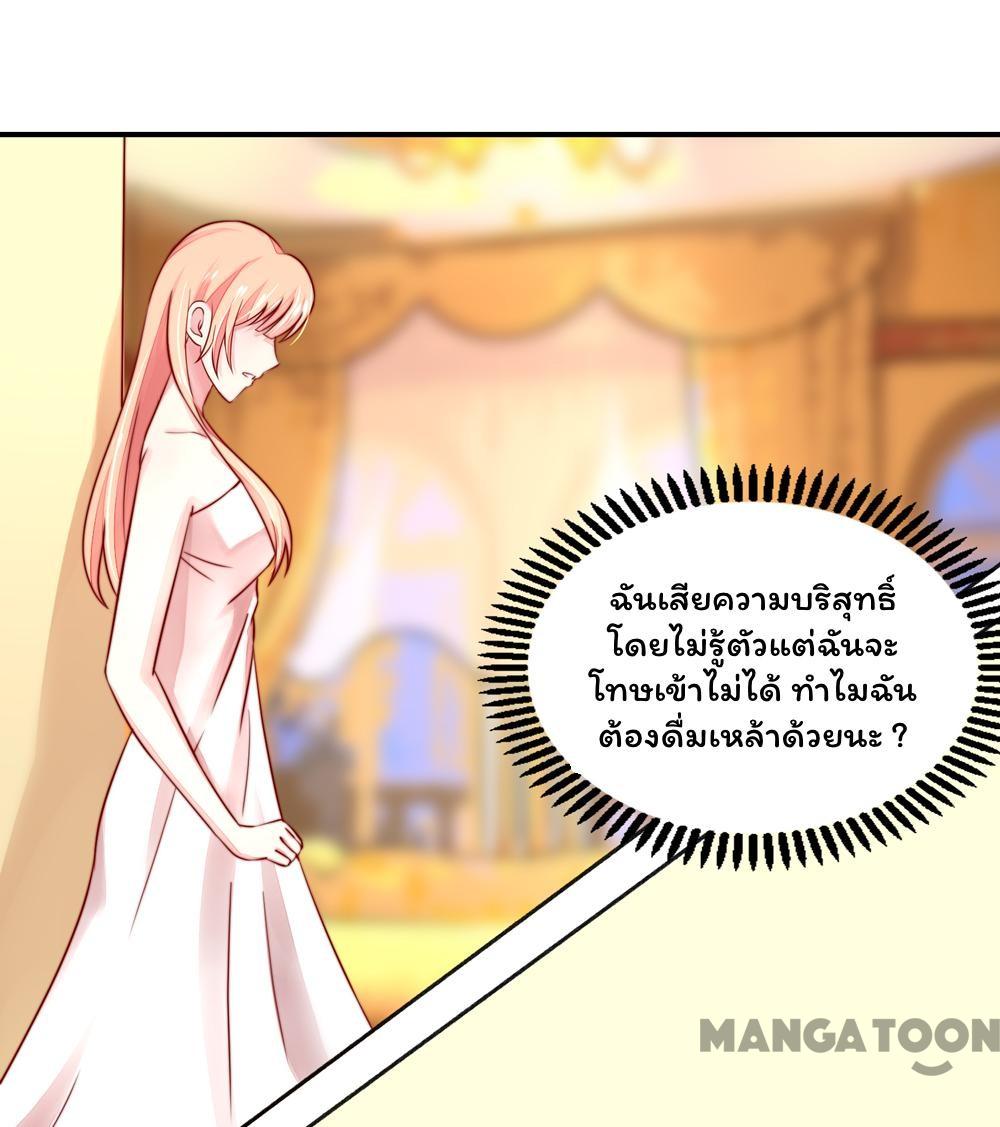 ฉันเสียความบริสุทธิ์
โดยไม่รู้ตัวแต่ฉันจะ
โทษเข้าไม่ได้ ทำไมฉัน
ต้องดื่มเหล้าด้วยนะ ?
MANGATOON